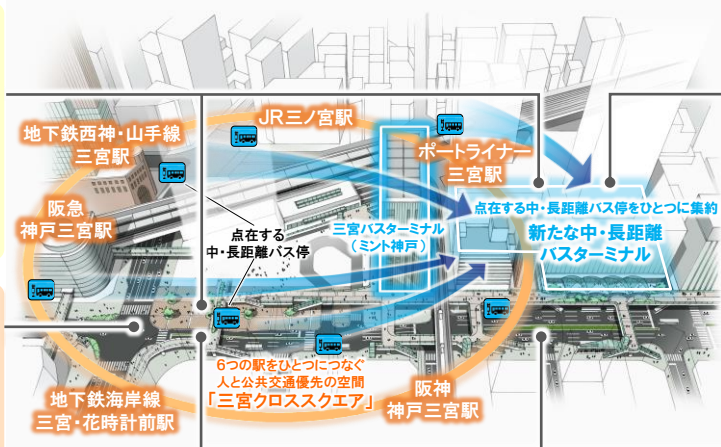 JR三ノ宮駅
地下鉄西神・山手線
三宮駅
ポートライナー
三宮駅
阪急
神戸三宮駅
点在する
中・長距離バス停
三宮バスターミナル
（ミント神戸）
点在する中・長距離バス停をひとつに集約
新たな中・長距離
バスターミナル
6つの駅をひとつにつなぐ
人と公共交通優先の空間
「三宮クロススクエア」
阪神
神戸三宮駅
地下鉄海岸線
三宮・花時計前駅